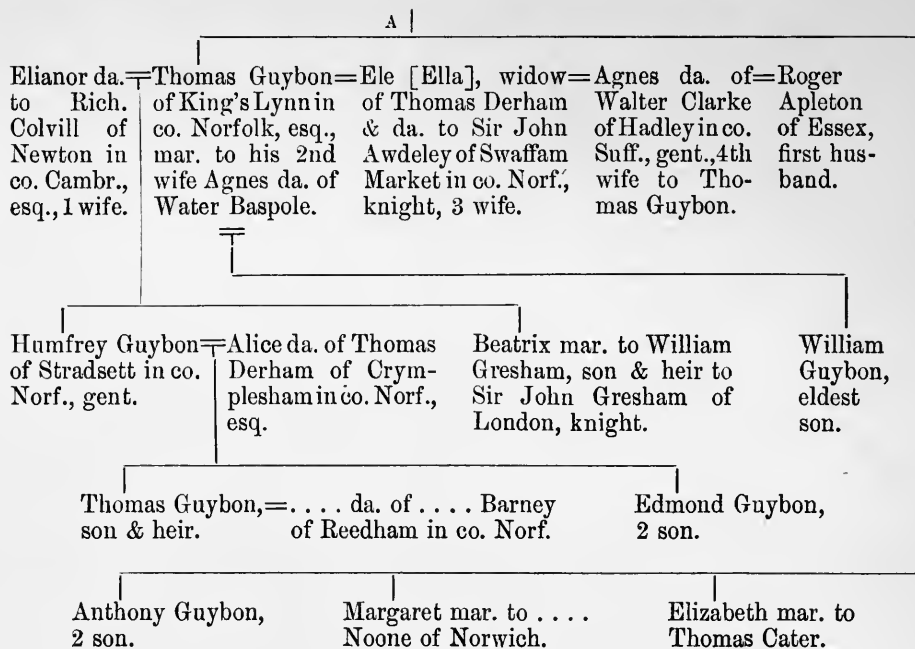 A
Elianor da.
to Rich.
Colvill of
Newton in
co. Cambr.,
esq., 1 wife.
=Thomas Guybon=
of King's Lynn in
co. Norfolk, esq.,
mar. to his 2nd
wife Agnes da. of
Water Baspole.
Ele [Ella], widow=
of Thomas Derham
& da. to Sir John
Awdeley of Swaffam
Market in co. Norf.,
knight, 3 wife.
Agnes da. of=
Walter Clarke
of Hadley in co.
Suff., gent., 4th
wife to Tho-
mas Guybon.
Roger
Apleton
of Essex,
first hus-
band.
Humfrey Guybon=
of Stradsett in co.
Norf., gent.
Alice da. of Thomas
Derham of Crym-
plesham in co. Norf.,
esq.
Beatrix mar. to William
Gresham, son & heir to
Sir John Gresham of
London, knight.
William
Guybon,
eldest
son.
Thomas Guybon,=
son & heir.
. . . . da. of . . . . Barney
of Reedham in co. Norf.
Edmond Guybon,
2 son.
Anthony Guybon,
2 son.
Margaret mar. to . . . .
Noone of Norwich.
Elizabeth mar. to
Thomas Cater.